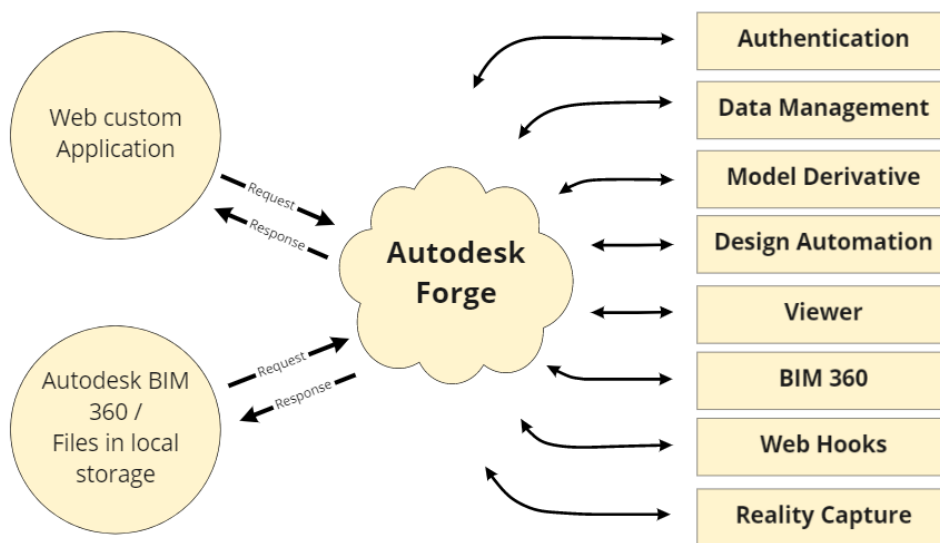 Web custom
Application
Request
Response
Autodesk BIM
360 /
Files in local
storage
Request
Response
Autodesk
Forge
Authentication
Data Management
Model Derivative
Design Automation
Viewer
BIM 360
Web Hooks
Reality Capture